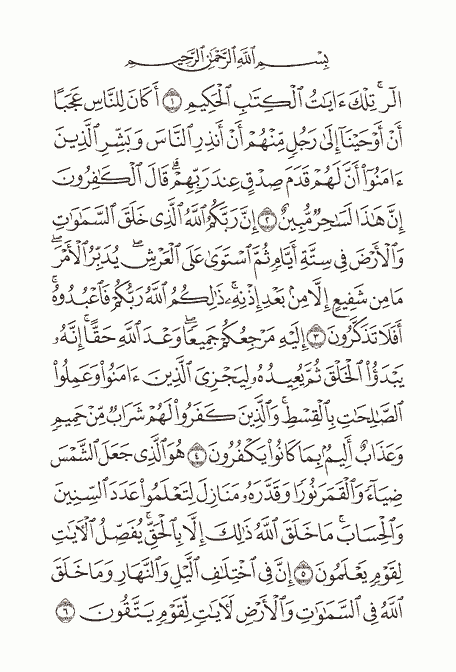 بِسْمِ ٱللَّهِ ٱلرَّحْمَٰنِ ٱلرَّحِيمِ
الٓر ۚ تِلْكَ ءَايَٰتُ ٱلْكِتَٰبِ ٱلْحَكِيمِ ١ أَكَانَ لِلنَّاسِ عَجَبًا
أَنْ أَوْحَيْنَآ إِلَىٰ رَجُلٍ مِّنْهُمْ أَنْ أَنذِرِ ٱلنَّاسَ وَبَشِّرِ ٱلَّذِينَ
ءَامَنُوٓا۟ أَنَّ لَهُمْ قَدَمَ صِدْقٍ عِندَ رَبِّهِمْ ۗ قَالَ ٱلْكَٰفِرُونَ
إِنَّ هَٰذَا لَسَٰحِرٌ مُّبِينٌ ٢ إِنَّ رَبَّكُمُ ٱللَّهُ ٱلَّذِى خَلَقَ ٱلسَّمَٰوَٰتِ
وَٱلْأَرْضَ فِى سِتَّةِ أَيَّامٍ ثُمَّ ٱسْتَوَىٰ عَلَى ٱلْعَرْشِ ۖ يُدَبِّرُ ٱلْأَمْرَ ۖ
مَا مِن شَفِيعٍ إِلَّا مِنۢ بَعْدِ إِذْنِهِۦ ۚ ذَٰلِكُمُ ٱللَّهُ رَبُّكُمْ فَٱعْبُدُوهُ ۚ
أَفَلَا تَذَكَّرُونَ ٣ إِلَيْهِ مَرْجِعُكُمْ جَمِيعًا ۖ وَعْدَ ٱللَّهِ حَقًّا ۚ إِنَّهُۥ
يَبْدَؤُا۟ ٱلْخَلْقَ ثُمَّ يُعِيدُهُۥ لِيَجْزِىَ ٱلَّذِينَ ءَامَنُوا۟ وَعَمِلُوا۟
ٱلصَّٰلِحَٰتِ بِٱلْقِسْطِ ۚ وَٱلَّذِينَ كَفَرُوا۟ لَهُمْ شَرَابٌ مِّنْ حَمِيمٍ
وَعَذَابٌ أَلِيمٌۢ بِمَا كَانُوا۟ يَكْفُرُونَ ٤ هُوَ ٱلَّذِى جَعَلَ ٱلشَّمْسَ
ضِيَآءً وَٱلْقَمَرَ نُورًا وَقَدَّرَهُۥ مَنَازِلَ لِتَعْلَمُوا۟ عَدَدَ ٱلسِّنِينَ
وَٱلْحِسَابَ ۚ مَا خَلَقَ ٱللَّهُ ذَٰلِكَ إِلَّا بِٱلْحَقِّ ۚ يُفَصِّلُ ٱلْءَايَٰتِ
لِقَوْمٍ يَعْلَمُونَ ٥ إِنَّ فِى ٱخْتِلَٰفِ ٱلَّيْلِ وَٱلنَّهَارِ وَمَا خَلَقَ
ٱللَّهُ فِى ٱلسَّمَٰوَٰتِ وَٱلْأَرْضِ لَءَايَٰتٍ لِّقَوْمٍ يَتَّقُونَ ٦